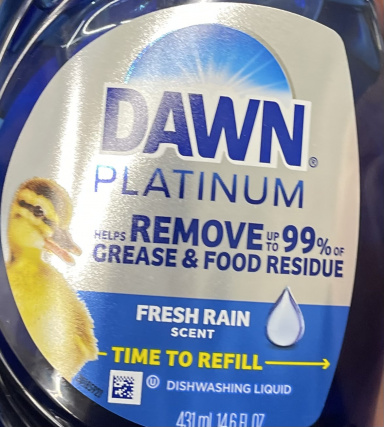 DAWN®
PLATINUM
HELPS REMOVE UP TO 99% OF
GREASE & FOOD RESIDUE
FRESH RAIN
SCENT
TIME TO REFILL
Ⓤ DISHWASHING LIQUID
431 ml 14.6 FL OZ